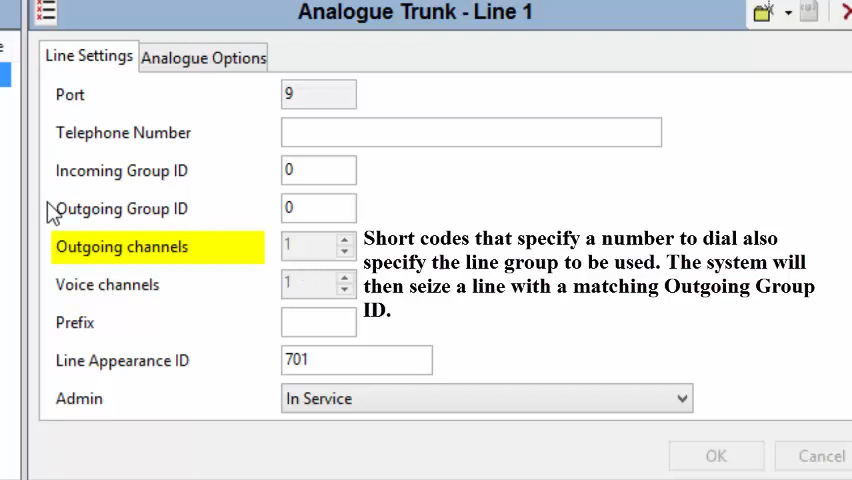 Analogue Trunk - Line 1
Line Settings
Analogue Options
Port
9
Telephone Number
Incoming Group ID
0
Outgoing Group ID
0
Outgoing channels
1
Short codes that specify a number to dial also
specify the line group to be used. The system will
then seize a line with a matching Outgoing Group
ID.
Voice channels
1
Prefix
Line Appearance ID
701
Admin
In Service
OK
Cancel